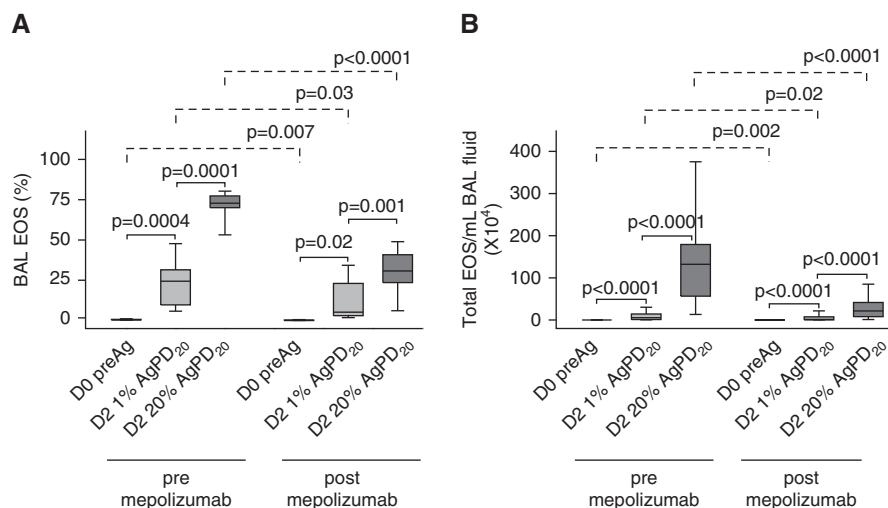 A
p<0.0001
p=0.03
p=0.007
BAL EOS (%)
100
75
50
25
0
p=0.0001
p=0.0004
p=0.001
p=0.02
D0 preAg
D2 1% AgPD20
D2 20% AgPD20
D0 preAg
D2 1% AgPD20
D2 20% AgPD20
pre
mepolizumab
post
mepolizumab
B
p<0.0001
p=0.02
p=0.002
Total EOS/mL BAL fluid
(X10⁴)
400
300
200
100
0
p<0.0001
p<0.0001
p<0.0001
p<0.0001
D0 preAg
D2 1% AgPD20
D2 20% AgPD20
D0 preAg
D2 1% AgPD20
D2 20% AgPD20
pre
mepolizumab
post
mepolizumab